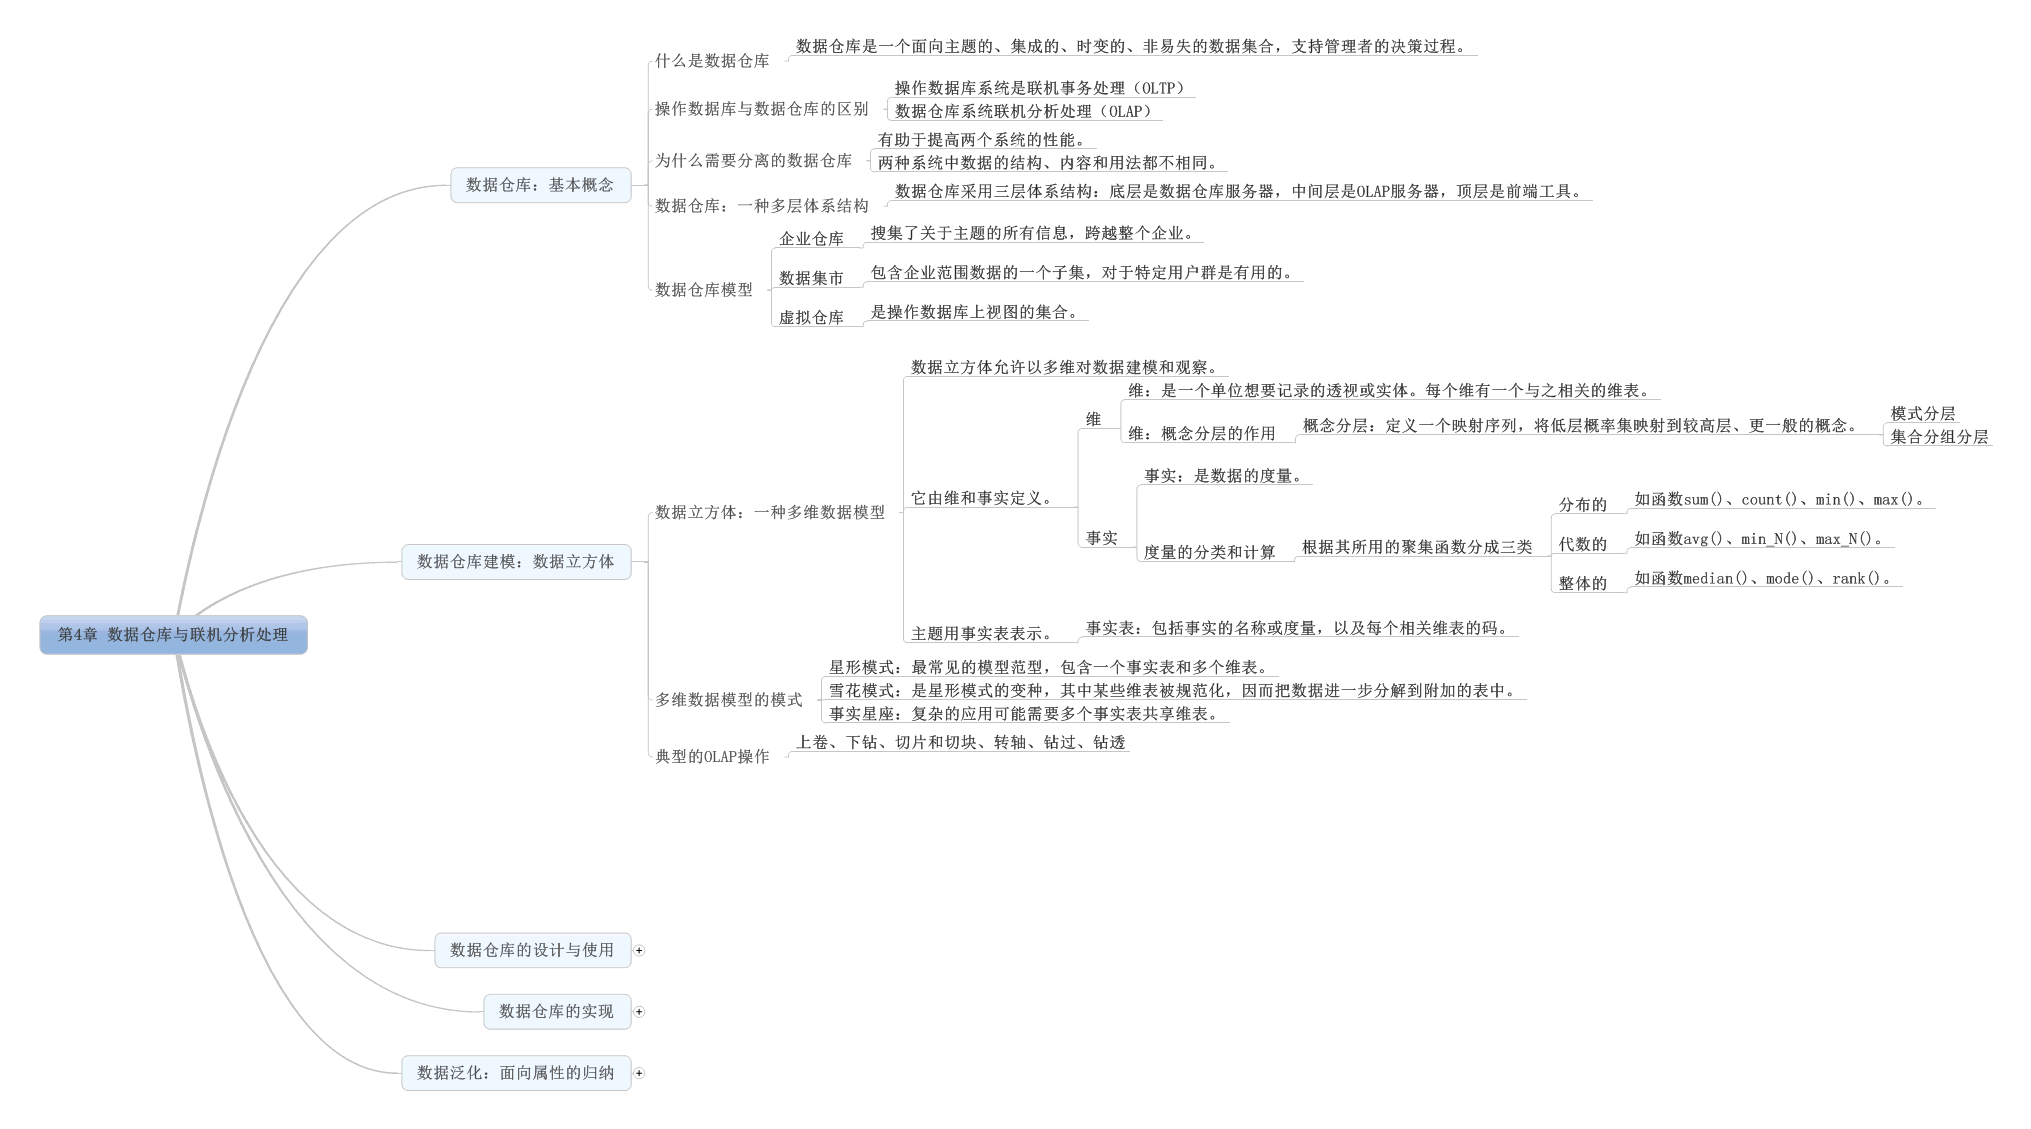 第4章 数据仓库与联机分析处理
数据仓库：基本概念
什么是数据仓库
数据仓库是一个面向主题的、集成的、时变的、非易失的数据集合，支持管理者的决策过程。
操作数据库与数据仓库的区别
操作数据库系统是联机事务处理（OLTP）
数据仓库系统联机分析处理（OLAP）
为什么需要分离的数据仓库
有助于提高两个系统的性能。
两种系统中数据的结构、内容和用法都不相同。
数据仓库：一种多层体系结构
数据仓库采用三层体系结构：底层是数据仓库服务器，中间层是OLAP服务器，顶层是前端工具。
数据仓库模型
企业仓库
搜集了关于主题的所有信息，跨越整个企业。
数据集市
包含企业范围数据的一个子集，对于特定用户群是有用的。
虚拟仓库
是操作数据库上视图的集合。
数据仓库建模：数据立方体
数据立方体：一种多维数据模型
数据立方体允许以多维对数据建模和观察。
它由维和事实定义。
维
维：是一个单位想要记录的透视或实体。每个维有一个与之相关的维表。
维：概念分层的作用
概念分层：定义一个映射序列，将低层概率集映射到较高层、更一般的概念。
模式分层
集合分组分层
事实
事实：是数据的度量。
度量的分类和计算
根据其所用的聚集函数分成三类
分布的
如函数sum()、count()、min()、max()。
代数的
如函数avg()、min_N()、max_N()。
整体的
如函数median()、mode()、rank()。
主题用事实表表示。
事实表：包括事实的名称或度量，以及每个相关维表的码。
多维数据模型的模式
星形模式：最常见的模型范型，包含一个事实表和多个维表。
雪花模式：是星形模式的变种，其中某些维表被规范化，因而把数据进一步分解到附加的表中。
事实星座：复杂的应用可能需要多个事实表共享维表。
典型的OLAP操作
上卷、下钻、切片和切块、转轴、钻过、钻透
数据仓库的设计与使用
数据仓库的实现
数据泛化：面向属性的归纳